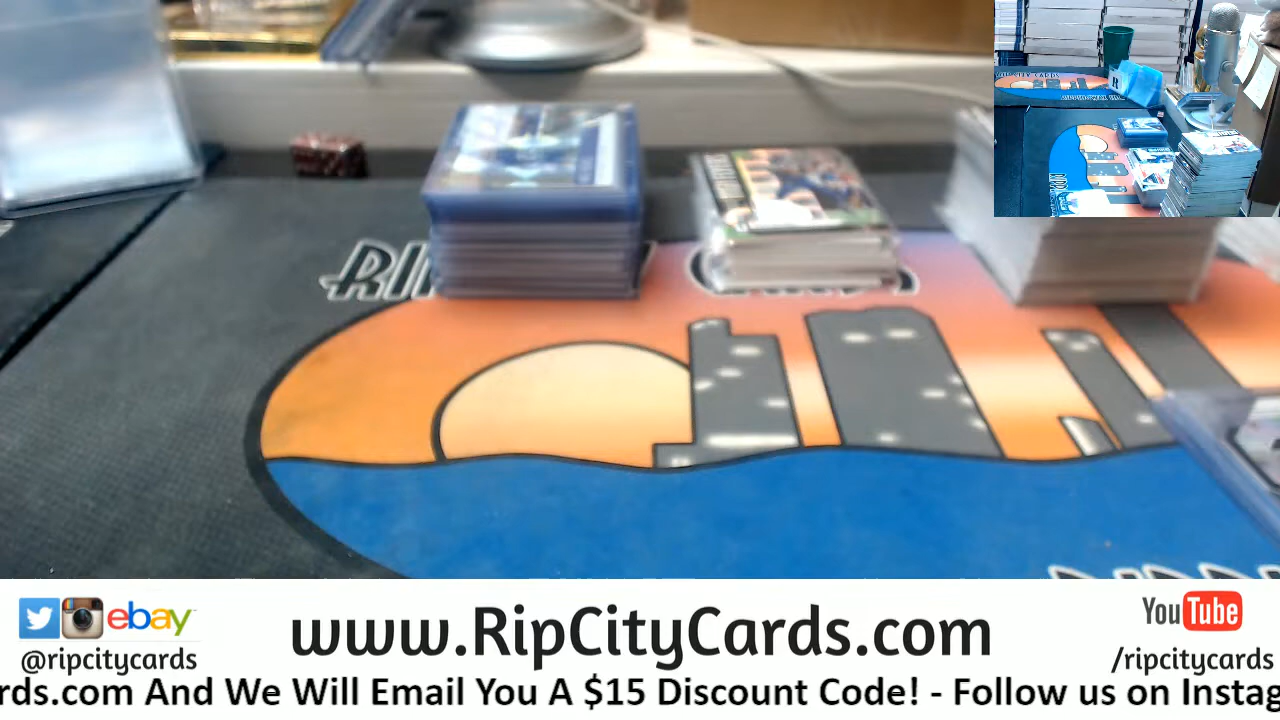 RI
www.RipCityCards.com
ebay
@ripcitycards
YouTube
/ripcitycards
rds.com And We Will Email You A $15 Discount Code! - Follow us on Instag